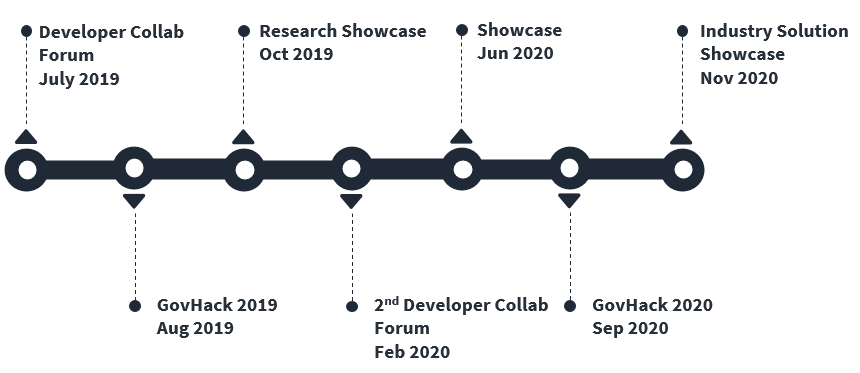 Developer Collab
Forum
July 2019
Research Showcase
Oct 2019
Showcase
Jun 2020
Industry Solution
Showcase
Nov 2020
GovHack 2019
Aug 2019
2nd Developer Collab
Forum
Feb 2020
GovHack 2020
Sep 2020